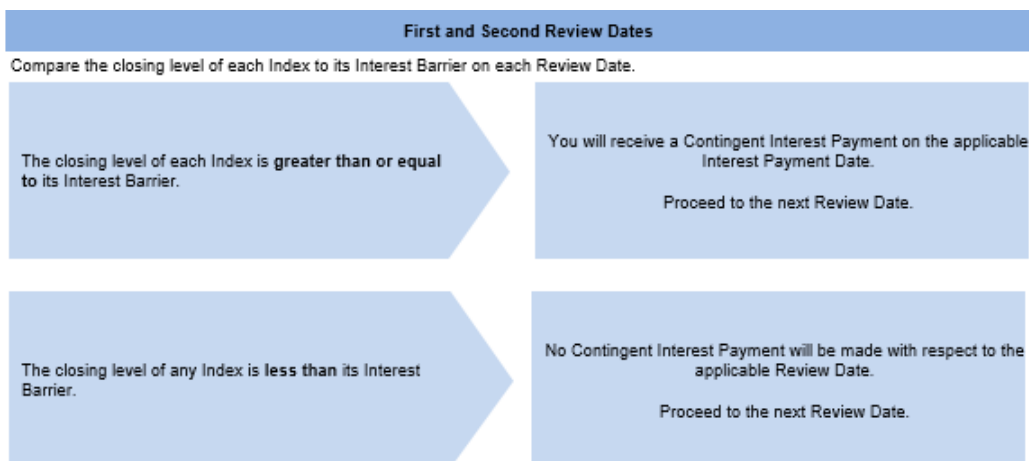 First and Second Review Dates
Compare the closing level of each Index to its Interest Barrier on each Review Date.
The closing level of each Index is greater than or equal
to its Interest Barrier.
You will receive a Contingent Interest Payment on the applicable
Interest Payment Date.
Proceed to the next Review Date.
The closing level of any Index is less than its Interest
Barrier.
No Contingent Interest Payment will be made with respect to the
applicable Review Date.
Proceed to the next Review Date.